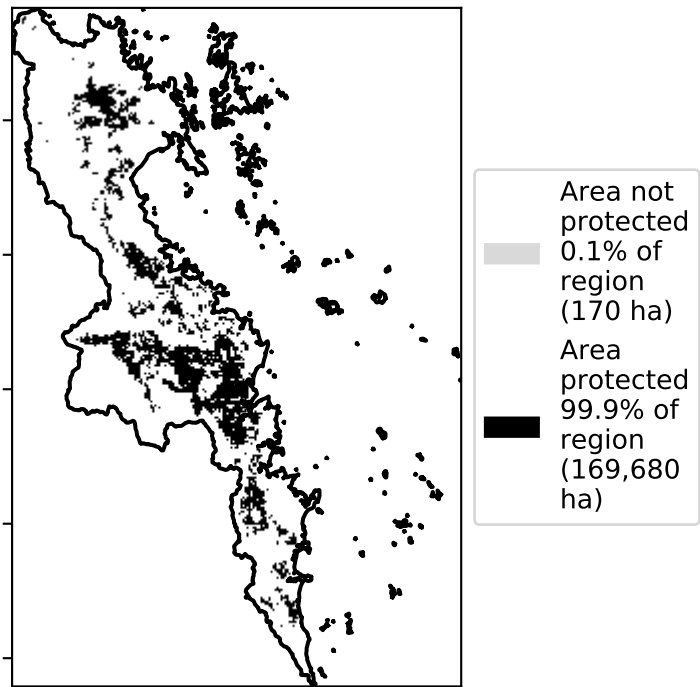 Area not
protected
0.1% of
region
(170 ha)
Area
protected
99.9% of
region
(169,680
ha)